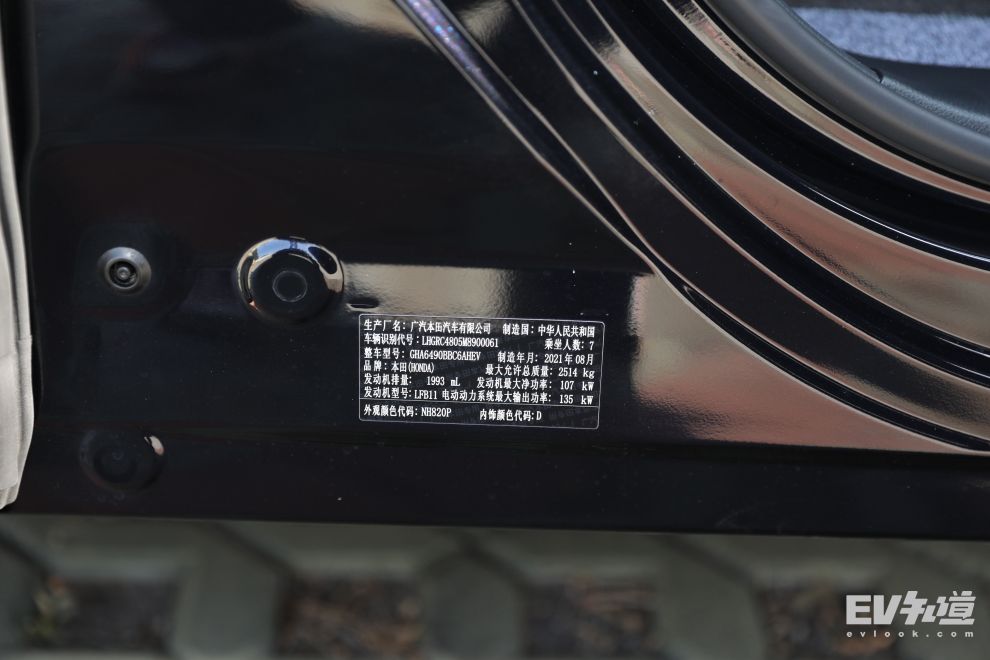 生产厂名：广汽本田汽车有限公司 制造国：中华人民共和国
车辆识别代号：LHGRC4805M8900061 乘坐人数：7
整车型号：GHA6490BBC6AHEV 制造年月：2021年08月
品牌：本田(HONDA) 最大允许总质量：2514 kg
发动机排量： 1993 mL 发动机最大净功率：107 kW
发动机型号：LFB11 电动动力系统最大输出功率：135 kW
外观颜色代码：NH820P 内饰颜色代码：D
EV知道
evlook.com